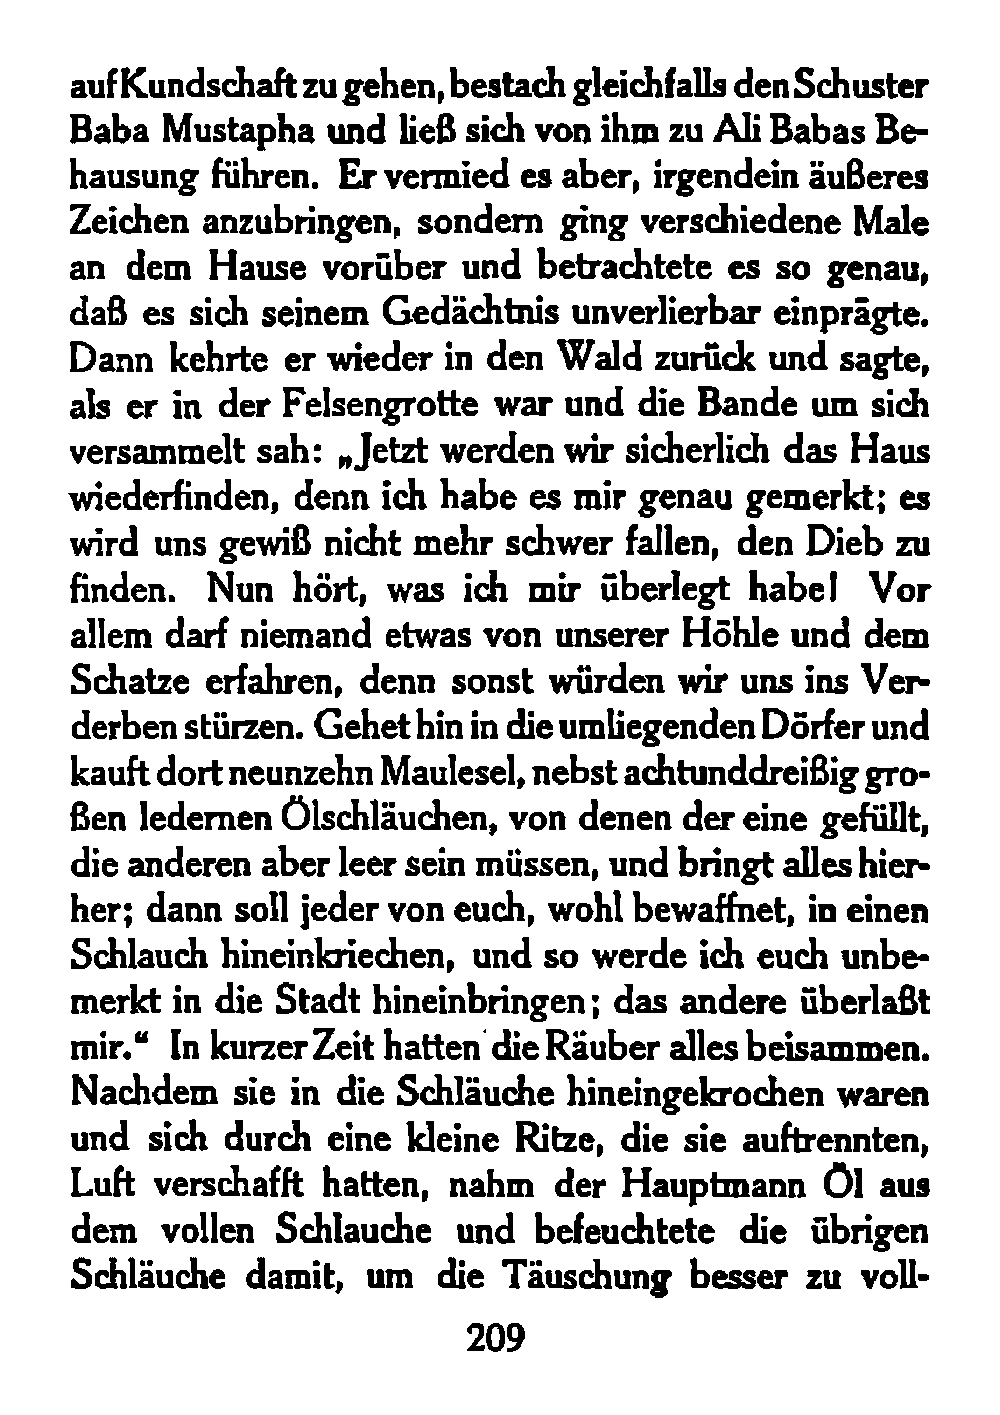 auf Kundschaft zu gehen, bestach gleichfalls den Schuster
Baba Mustapha und ließ sich von ihm zu Ali Babas Be-
hausung führen. Er vermied es aber, irgendein äußeres
Zeichen anzubringen, sondern ging verschiedene Male
an dem Hause vorüber und betrachtete es so genau,
daß es sich seinem Gedächtnis unverlierbar einprägte.
Dann kehrte er wieder in den Wald zurück und sagte,
als er in der Felsengrotte war und die Bande um sich
versammelt sah: „Jetzt werden wir sicherlich das Haus
wiederfinden, denn ich habe es mir genau gemerkt; es
wird uns gewiß nicht mehr schwer fallen, den Dieb zu
finden. Nun hört, was ich mir überlegt habe! Vor
allem darf niemand etwas von unserer Höhle und dem
Schatze erfahren, denn sonst würden wir uns ins Ver-
derben stürzen. Gehet hin in die umliegenden Dörfer und
kauft dort neunzehn Maulesel, nebst achtunddreißig gro-
ßen ledernen Ölschläuchen, von denen der eine gefüllt,
die anderen aber leer sein müssen, und bringt alles hier-
her; dann soll jeder von euch, wohl bewaffnet, in einen
Schlauch hineinkriechen, und so werde ich euch unbe-
merkt in die Stadt hineinbringen; das andere überlaßt
mir.“ In kurzer Zeit hatten die Räuber alles beisammen.
Nachdem sie in die Schläuche hineingekrochen waren
und sich durch eine kleine Ritze, die sie auftrennten,
Luft verschafft hatten, nahm der Hauptmann Öl aus
dem vollen Schlauche und befeuchtete die übrigen
Schläuche damit, um die Täuschung besser zu voll-
209